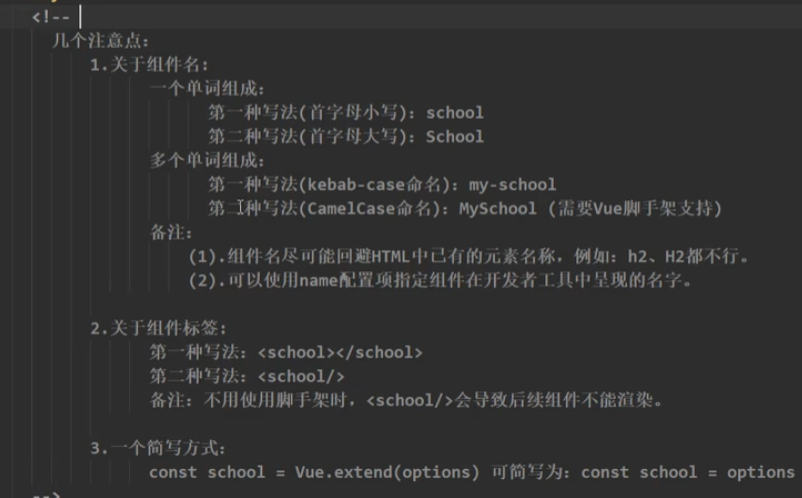 <!--
几个注意点：
1.关于组件名:
一个单词组成：
第一种写法(首字母小写)：school
第二种写法(首字母大写)：School
多个单词组成：
第一种写法(kebab-case命名)：my-school
第二种写法(CamelCase命名)：MySchool (需要Vue脚手架支持)
备注：
(1).组件名尽可能回避HTML中已有的元素名称，例如：h2、H2都不行。
(2).可以使用name配置项指定组件在开发者工具中呈现的名字。
2.关于组件标签:
第一种写法：<school></school>
第二种写法：<school/>
备注：不用使用脚手架时，<school/>会导致后续组件不能渲染。
3.一个简写方式：
const school = Vue.extend(options) 可简写为：const school = options
-->